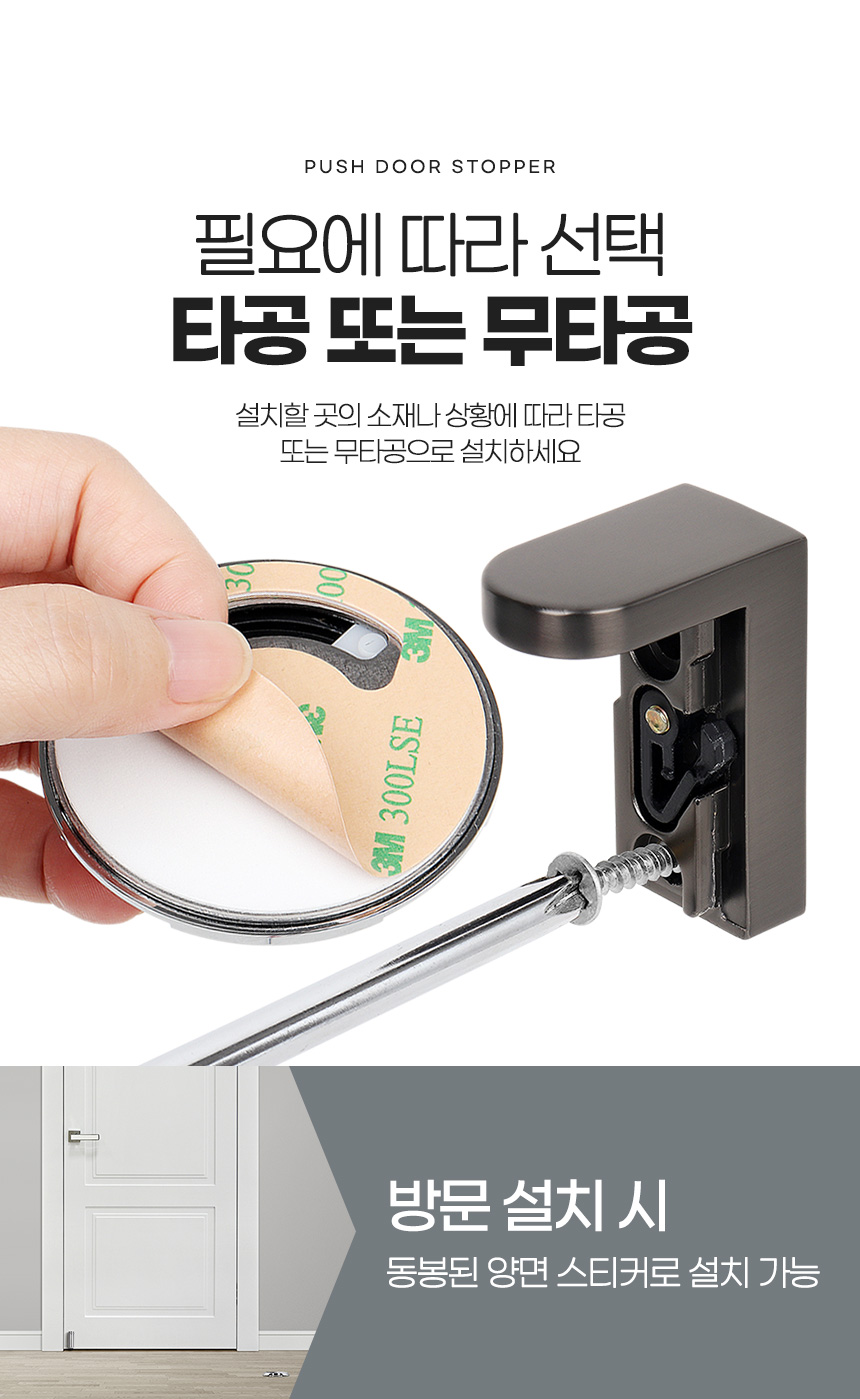 PUSH DOOR STOPPER
필요에 따라 선택
타공 또는 무타공
설치할 곳의 소재나 상황에 따라 타공
또는 무타공으로 설치하세요
30
00
3M
3M 300LSE
방문 설치 시
동봉된 양면 스티커로 설치 가능